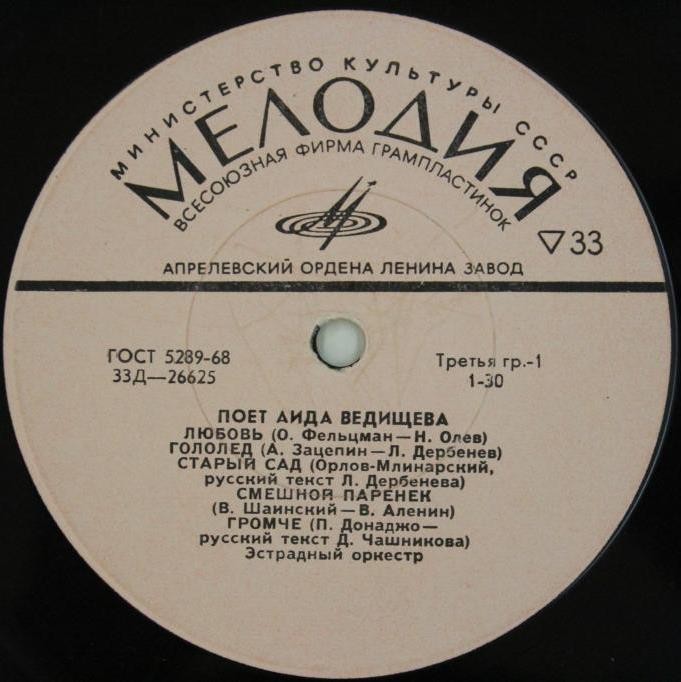 МИНИСТЕРСТВО КУЛЬТУРЫ СССР
МЕЛОДИЯ
ВСЕСОЮЗНАЯ ФИРМА ГРАМПЛАСТИНОК
▽33
АПРЕЛЕВСКИЙ ОРДЕНА ЛЕНИНА ЗАВОД
ГОСТ 5289-68
33Д—26625
Третья гр.-1
1-30
ПОЕТ АИДА ВЕДИЩЕВА
ЛЮБОВЬ (О. Фельцман—Н. Олев)
ГОЛОЛЕД (А. Зацепин—Л. Дербенев)
СТАРЫЙ САД (Орлов-Млинарский,
русский текст Л. Дербенева)
СМЕШНОЙ ПАРЕНЕК
(В. Шаинский—В. Аленин)
ГРОМЧЕ (П. Донаджо—
русский текст Д. Чашникова)
Эстрадный оркестр